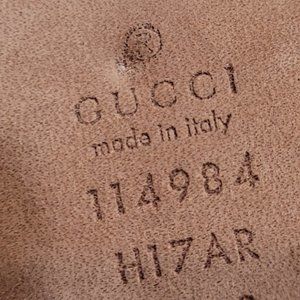 ®
GUCCI
made in italy
114984
H17AR